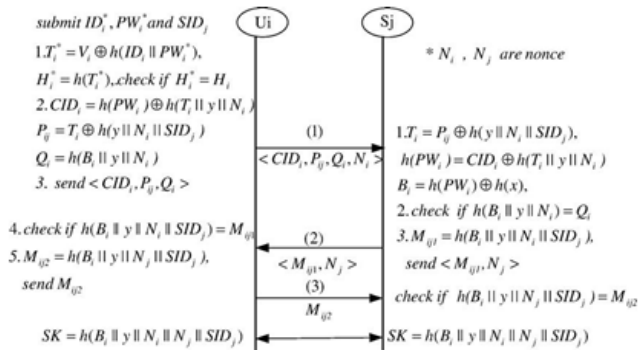 submit ID_i^*, PW_i^* and SID_j
1.T_i^* = V_i ⊕ h(ID_i || PW_i^*),
H_i^* = h(T_i^*),.check if H_i^* = H_i
2.CID_i = h(PW_i) ⊕ h(T_i || y || N_i)
P_ij = T_i ⊕ h(y || N_i || SID_j)
Q_i = h(B_i || y || N_i)
3. send < CID_i, P_ij, Q_i >
4.check if h(B_i || y || N_i || SID_j) = M_ij1
5.M_ij2 = h(B_i || y || N_j || SID_j),
send M_ij2
SK = h(B_i || y || N_i || N_j || SID_j)
Ui
Sj
(1)
< CID_i, P_ij, Q_i, N_i >
(2)
< M_ij1, N_j >
(3)
M_ij2
* N_i , N_j are nonce
1.T_i = P_ij ⊕ h(y || N_i || SID_j),
h(PW_i) = CID_i ⊕ h(T_i || y || N_i)
B_i = h(PW_i) ⊕ h(x),
2.check if h(B_i || y || N_i) = Q_i
3.M_ij1 = h(B_i || y || N_i || SID_j),
send < M_ij1, N_j >
check if h(B_i || y || N_j || SID_j) = M_ij2
SK = h(B_i || y || N_i || N_j || SID_j)